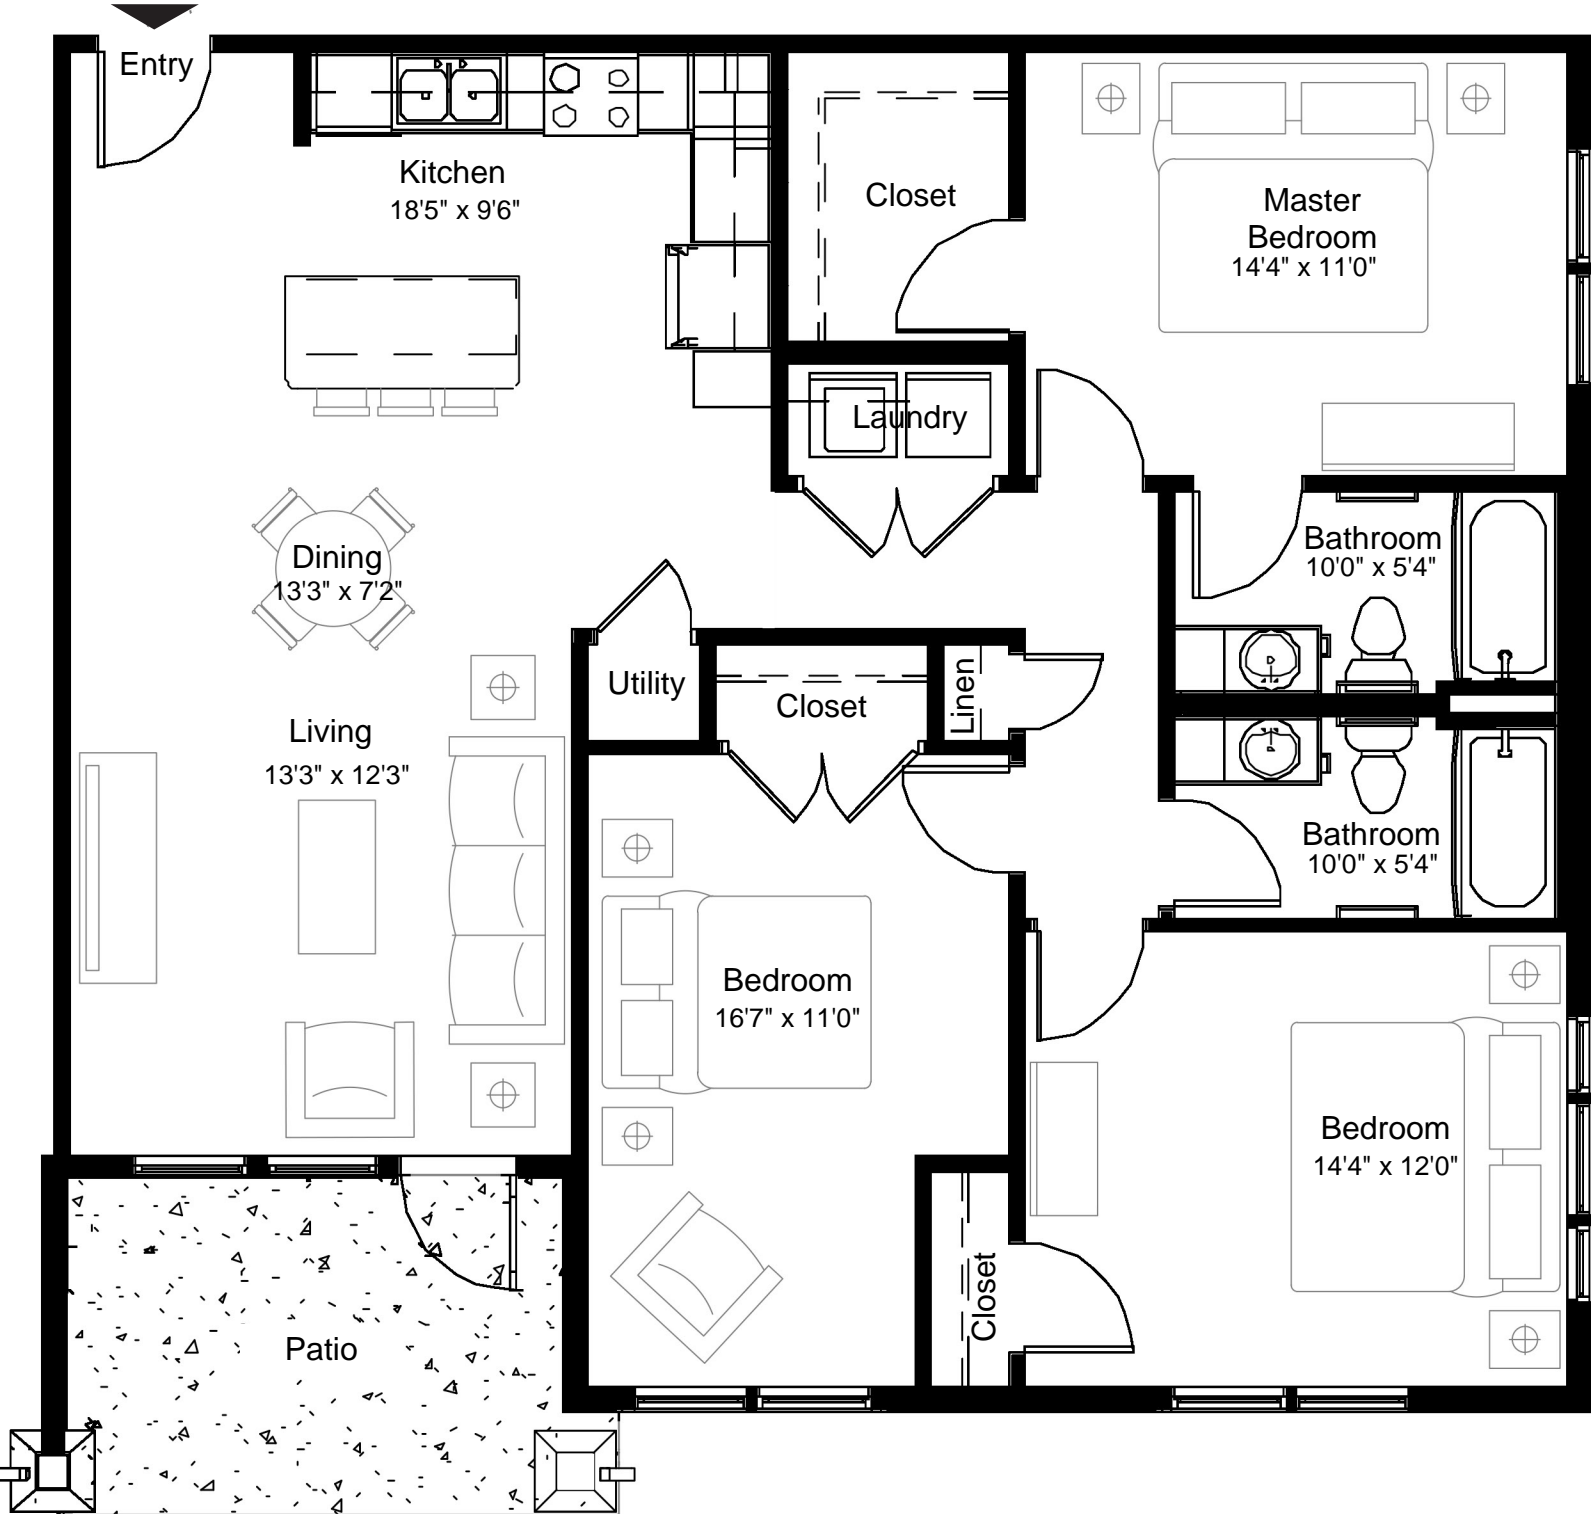 Entry
Kitchen
18'5" x 9'6"
Closet
Master
Bedroom
14'4" x 11'0"
Laundry
Dining
13'3" x 7'2"
Bathroom
10'0" x 5'4"
Utility
Closet
Linen
Living
13'3" x 12'3"
Bathroom
10'0" x 5'4"
Bedroom
16'7" x 11'0"
Bedroom
14'4" x 12'0"
Closet
Patio